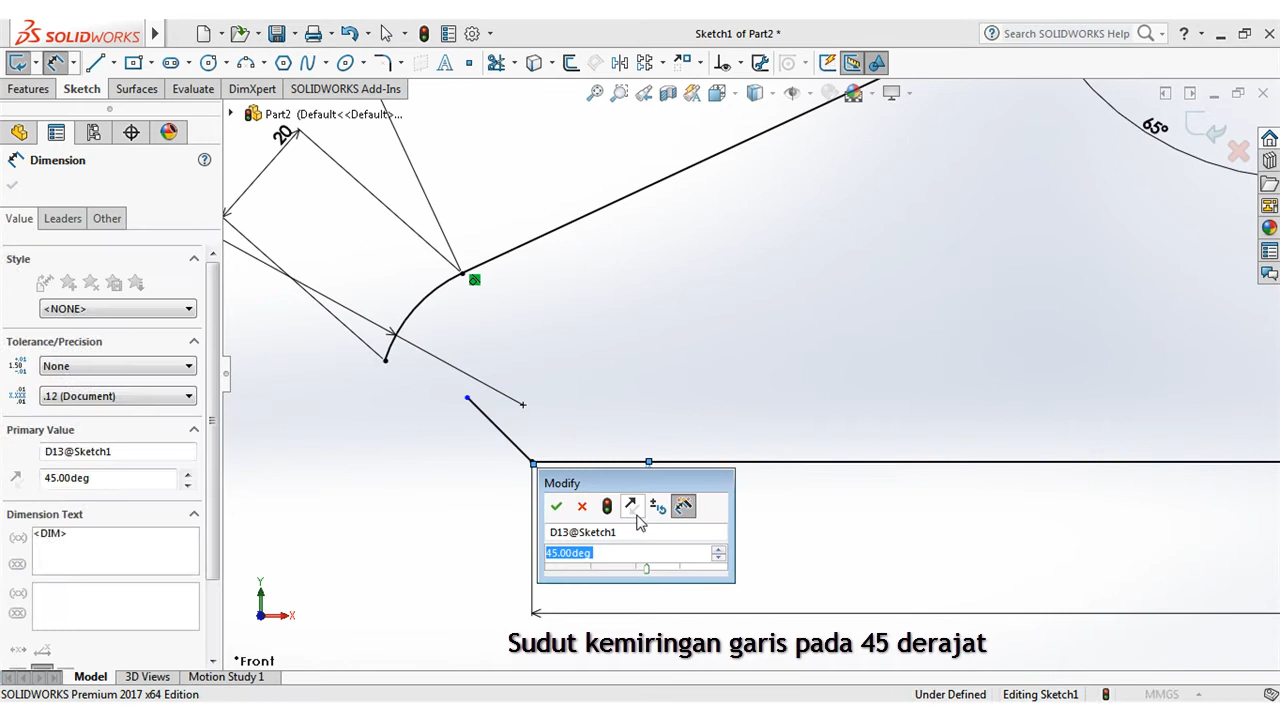 SOLIDWORKS
Sketch1 of Part2 *
Search SOLIDWORKS Help
?
A
Features
Sketch
Surfaces
Evaluate
DimXpert
SOLIDWORKS Add-Ins
Part2 (Default<<Default>...
20
65°
Dimension
Value
Leaders
Other
Style
<NONE>
Tolerance/Precision
None
.12 (Document)
Primary Value
D13@Sketch1
45.00deg
Dimension Text
<DIM>
Modify
D13@Sketch1
45.00deg
Y
X
*Front
Sudut kemiringan garis pada 45 derajat
Model
3D Views
Motion Study 1
SOLIDWORKS Premium 2017 x64 Edition
Under Defined
Editing Sketch1
MMGS